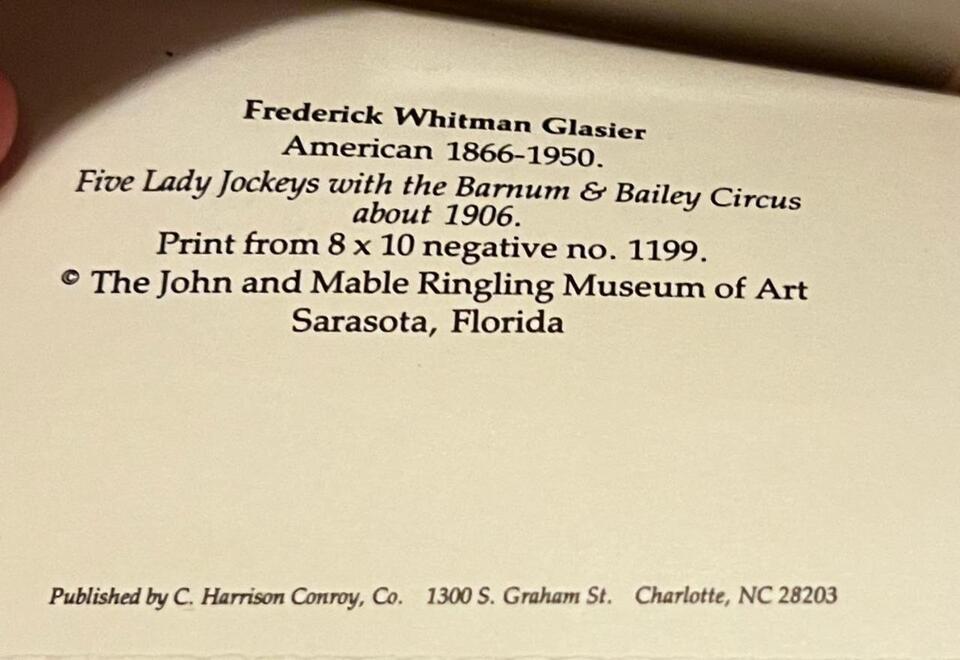 Frederick Whitman Glasier
American 1866-1950.
Five Lady Jockeys with the Barnum & Bailey Circus
about 1906.
Print from 8 x 10 negative no. 1199.
© The John and Mable Ringling Museum of Art
Sarasota, Florida
Published by C. Harrison Conroy, Co. 1300 S. Graham St. Charlotte, NC 28203